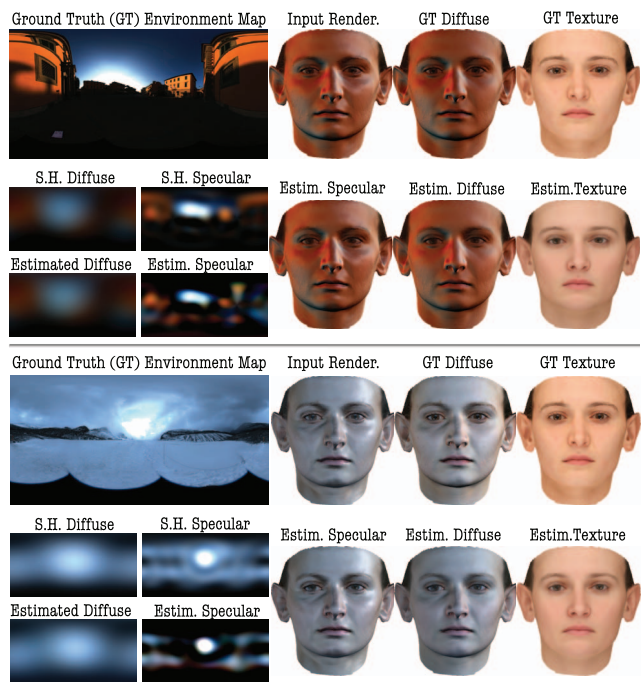 Ground Truth (GT) Environment Map
Input Render.
GT Diffuse
GT Texture
S.H. Diffuse
S.H. Specular
Estim. Specular
Estim. Diffuse
Estim.Texture
Estimated Diffuse
Estim. Specular
Ground Truth (GT) Environment Map
Input Render.
GT Diffuse
GT Texture
S.H. Diffuse
S.H. Specular
Estim. Specular
Estim. Diffuse
Estim.Texture
Estimated Diffuse
Estim. Specular